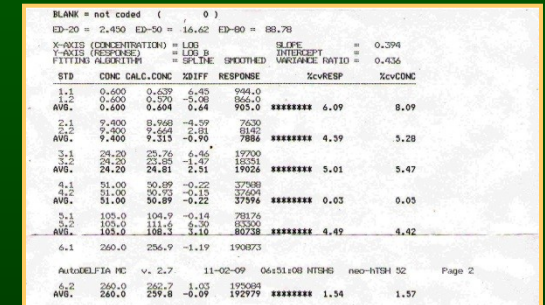 BLANK = not coded ( 0 )
ED-20 = 2.450 ED-50 = 16.62 ED-80 = 88.78
X-AXIS (CONCENTRATION) = LOG SLOPE = 0.394
Y-AXIS (RESPONSE) = LOG_B INTERCEPT =
FITTING ALGORITHM = SPLINE SMOOTHED VARIANCE RATIO = 0.436
STD CONC CALC.CONC %DIFF RESPONSE %cvRESP %cvCONC
1.1 0.600 0.639 6.45 944.0
1.2 0.600 0.570 -5.08 866.0
AVG. 0.600 0.604 0.64 905.0 ******** 6.09 8.09
2.1 9.400 8.968 -4.59 7630
2.2 9.400 9.664 2.81 8142
AVG. 9.400 9.315 -0.90 7886 ******** 4.59 5.28
3.1 24.20 25.76 6.46 19700
3.2 24.20 23.85 -1.47 18351
AVG. 24.20 24.81 2.51 19026 ******** 5.01 5.47
4.1 51.00 50.89 -0.22 37588
4.2 51.00 50.93 -0.15 37604
AVG. 51.00 50.89 -0.22 37596 ******** 0.03 0.05
5.1 105.0 104.9 -0.14 78176
5.2 105.0 111.6 6.30 83300
AVG. 105.0 108.3 3.10 80738 ******** 4.49 4.42
6.1 260.0 256.9 -1.19 190873
AutoDELFIA MC v. 2.7 11-02-09 06:51:08 NTSHS neo-hTSH 52 Page 2
6.2 260.0 262.7 1.03 195084
AVG. 260.0 259.8 -0.09 192979 ******** 1.54 1.57